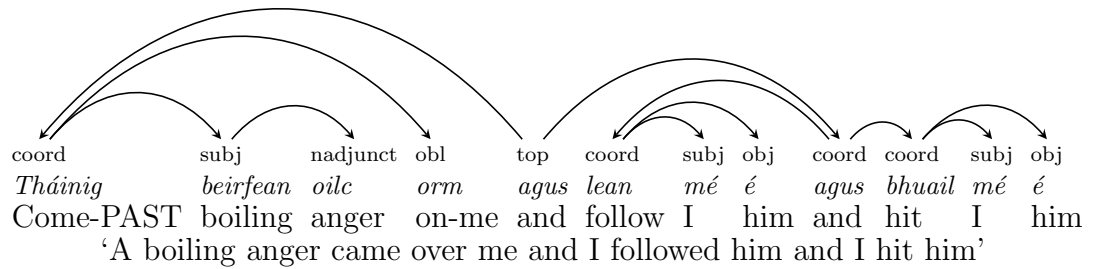 coord subj nadjunct obl top coord subj obj coord coord subj obj
Tháinig beirfean oilc orm agus lean mé é agus bhuail mé é
Come-PAST boiling anger on-me and follow I him and hit I him
‘A boiling anger came over me and I followed him and I hit him’